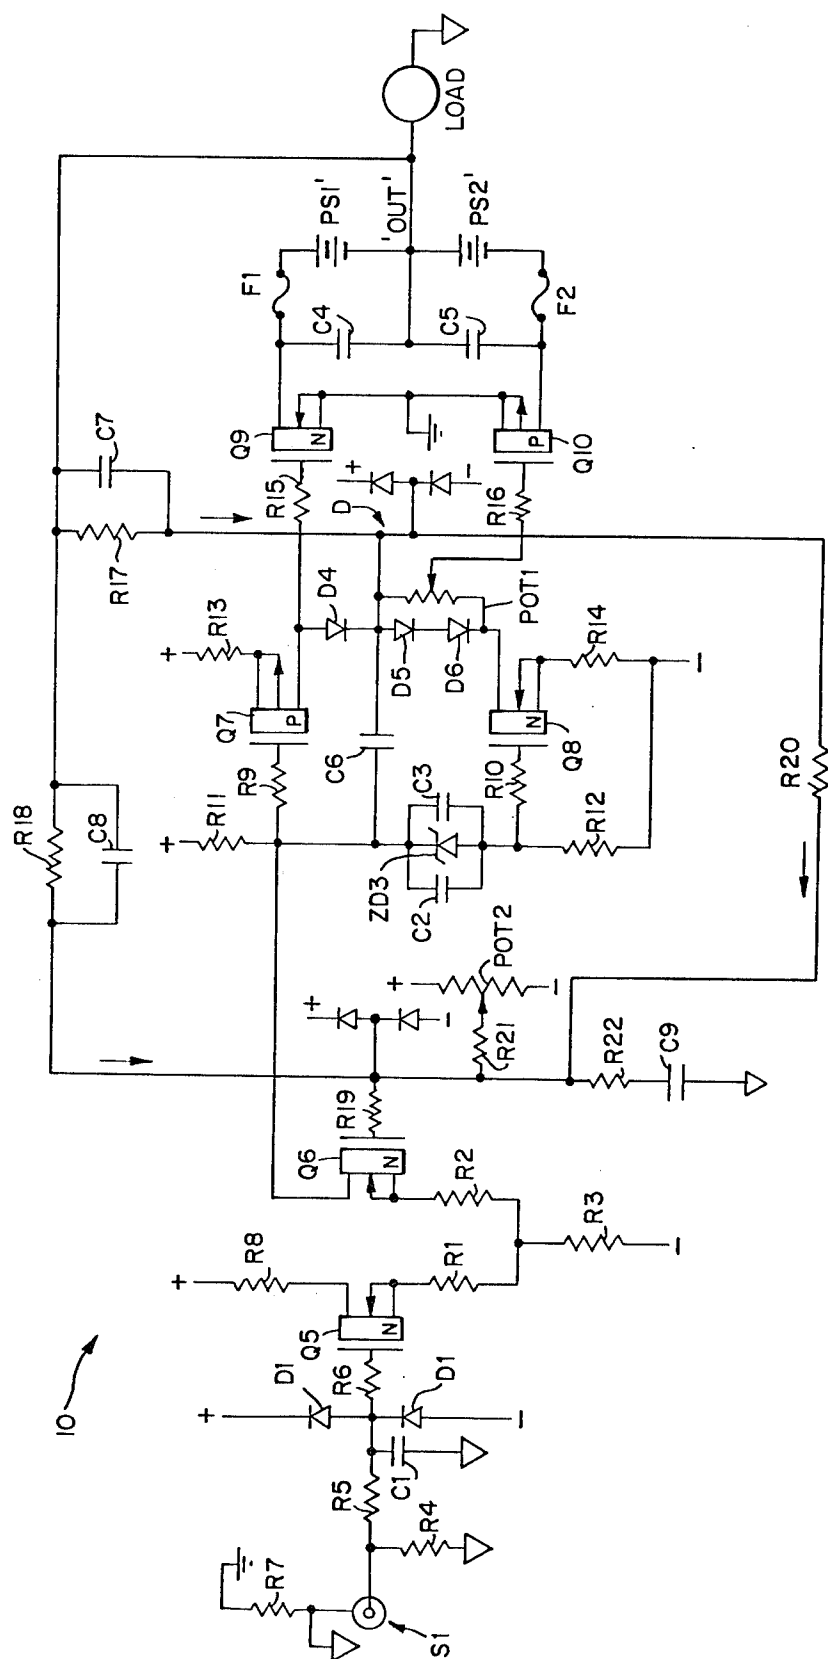 10
S1
R7
R4
R5
C1
D1
D1
R6
Q5
N
R8
R1
R2
R3
Q6
N
R19
R18
C8
+
-
R21
POT2
+
-
R22
C9
R20
R11
+
R9
Q7
P
R13
+
ZD3
C2
C3
C6
R10
R12
Q8
N
R14
-
D4
D5
D6
POT1
D
R17
C7
R15
R16
+
-
Q9
N
Q10
P
C4
C5
F1
F2
PS1'
PS2'
'OUT'
LOAD
+
-
+
-